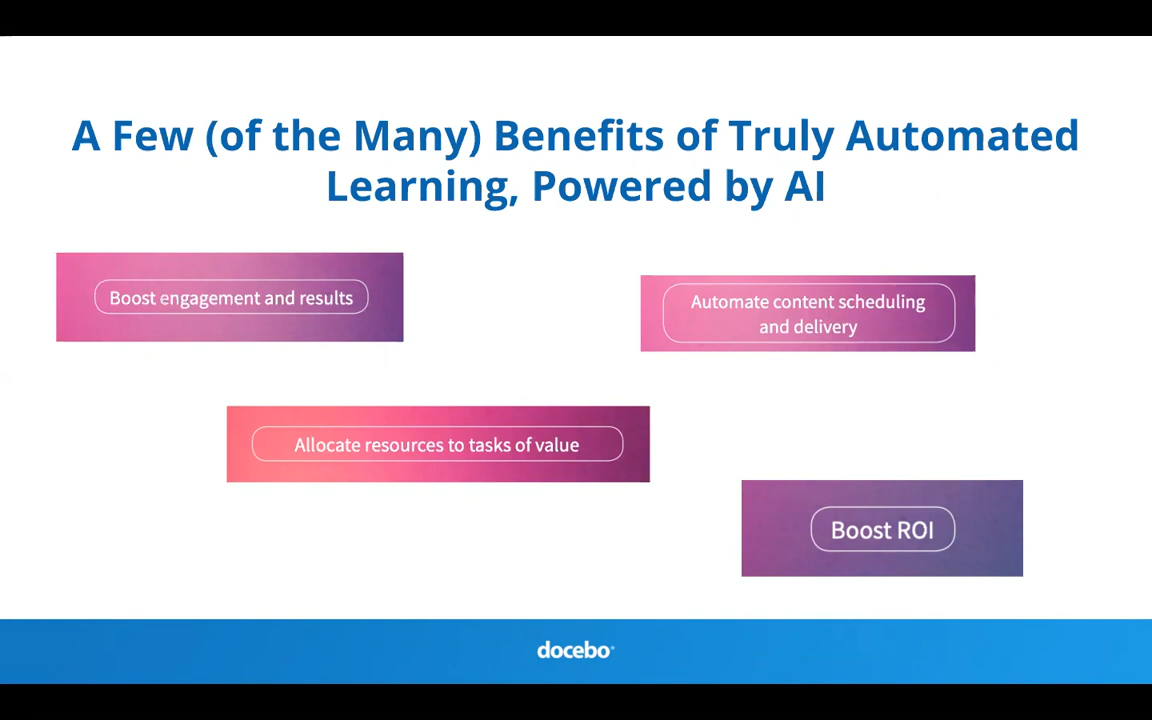 A Few (of the Many) Benefits of Truly Automated
Learning, Powered by AI
Boost engagement and results
Automate content scheduling
and delivery
Allocate resources to tasks of value
Boost ROI
docebo